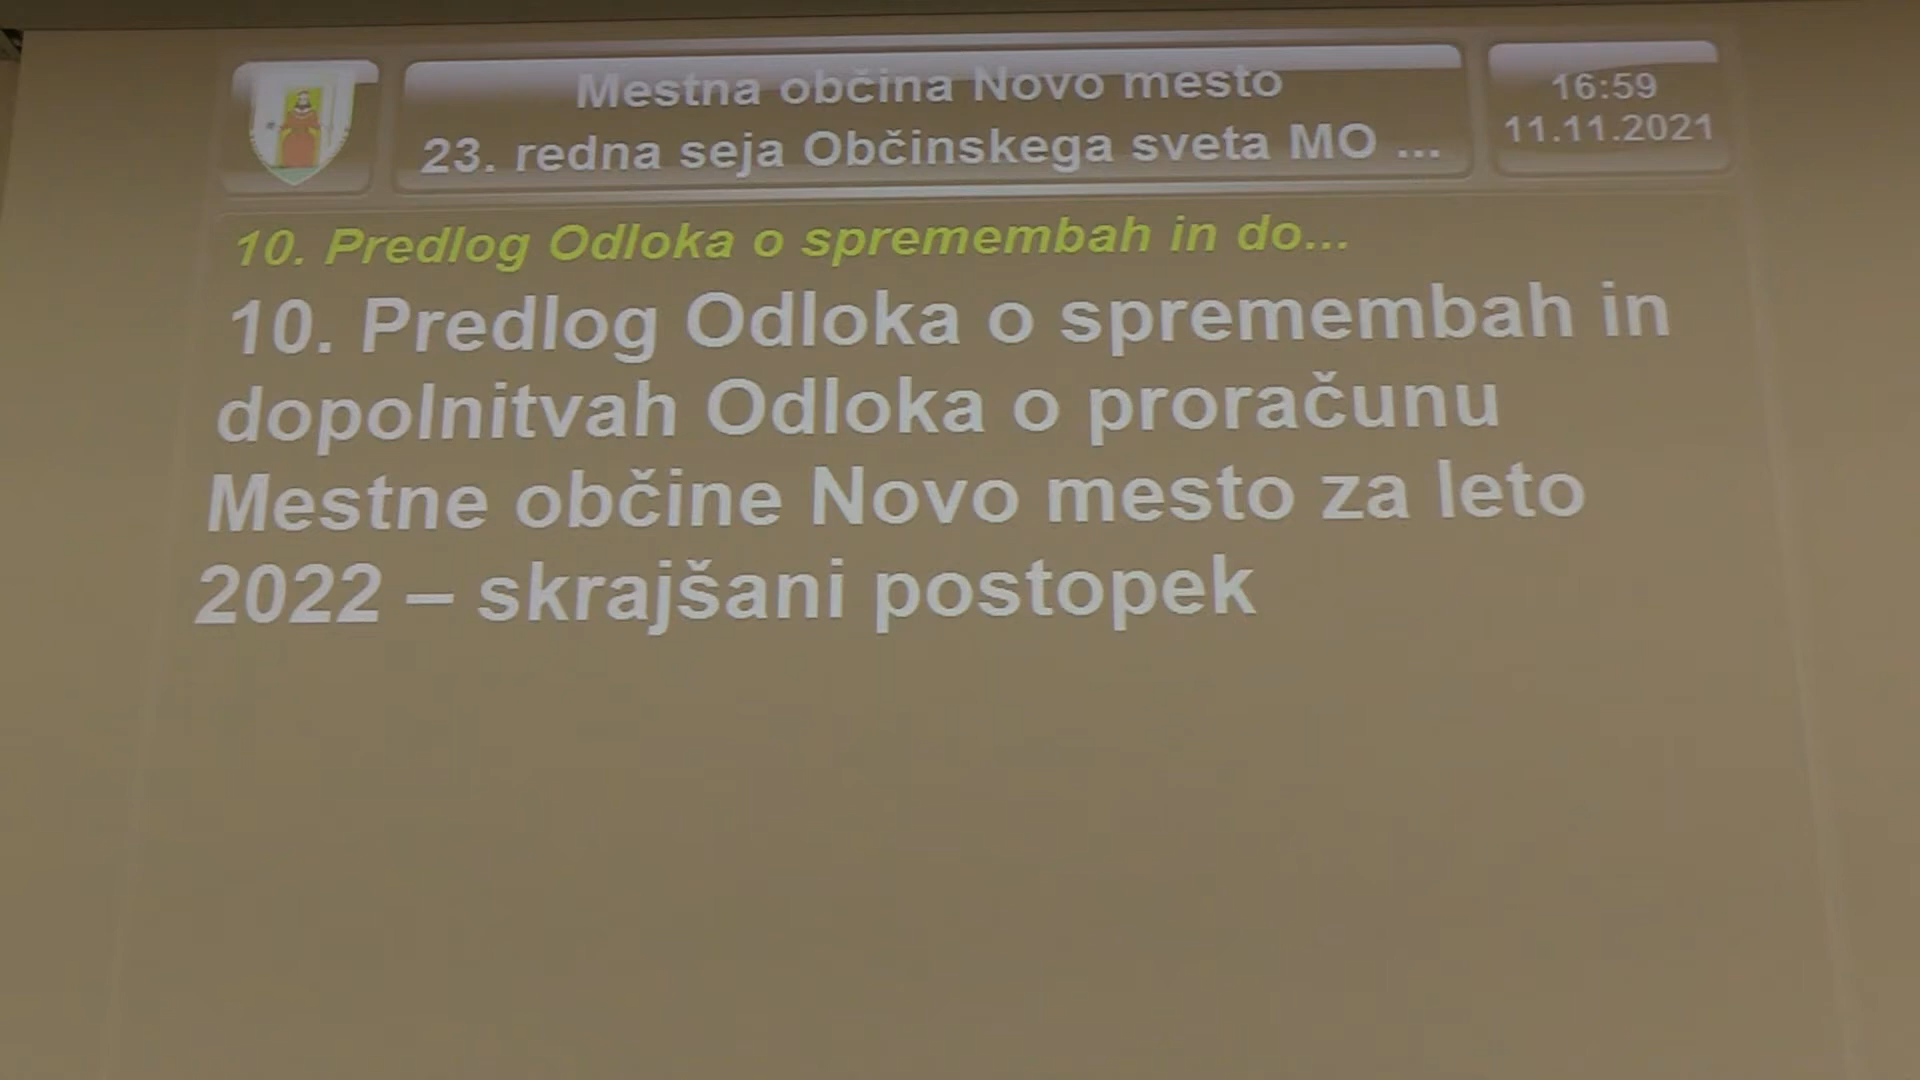 Mestna občina Novo mesto
23. redna seja Občinskega sveta MO ...
16:59
11.11.2021
10. Predlog Odloka o spremembah in do...
10. Predlog Odloka o spremembah in
dopolnitvah Odloka o proračunu
Mestne občine Novo mesto za leto
2022 – skrajšani postopek